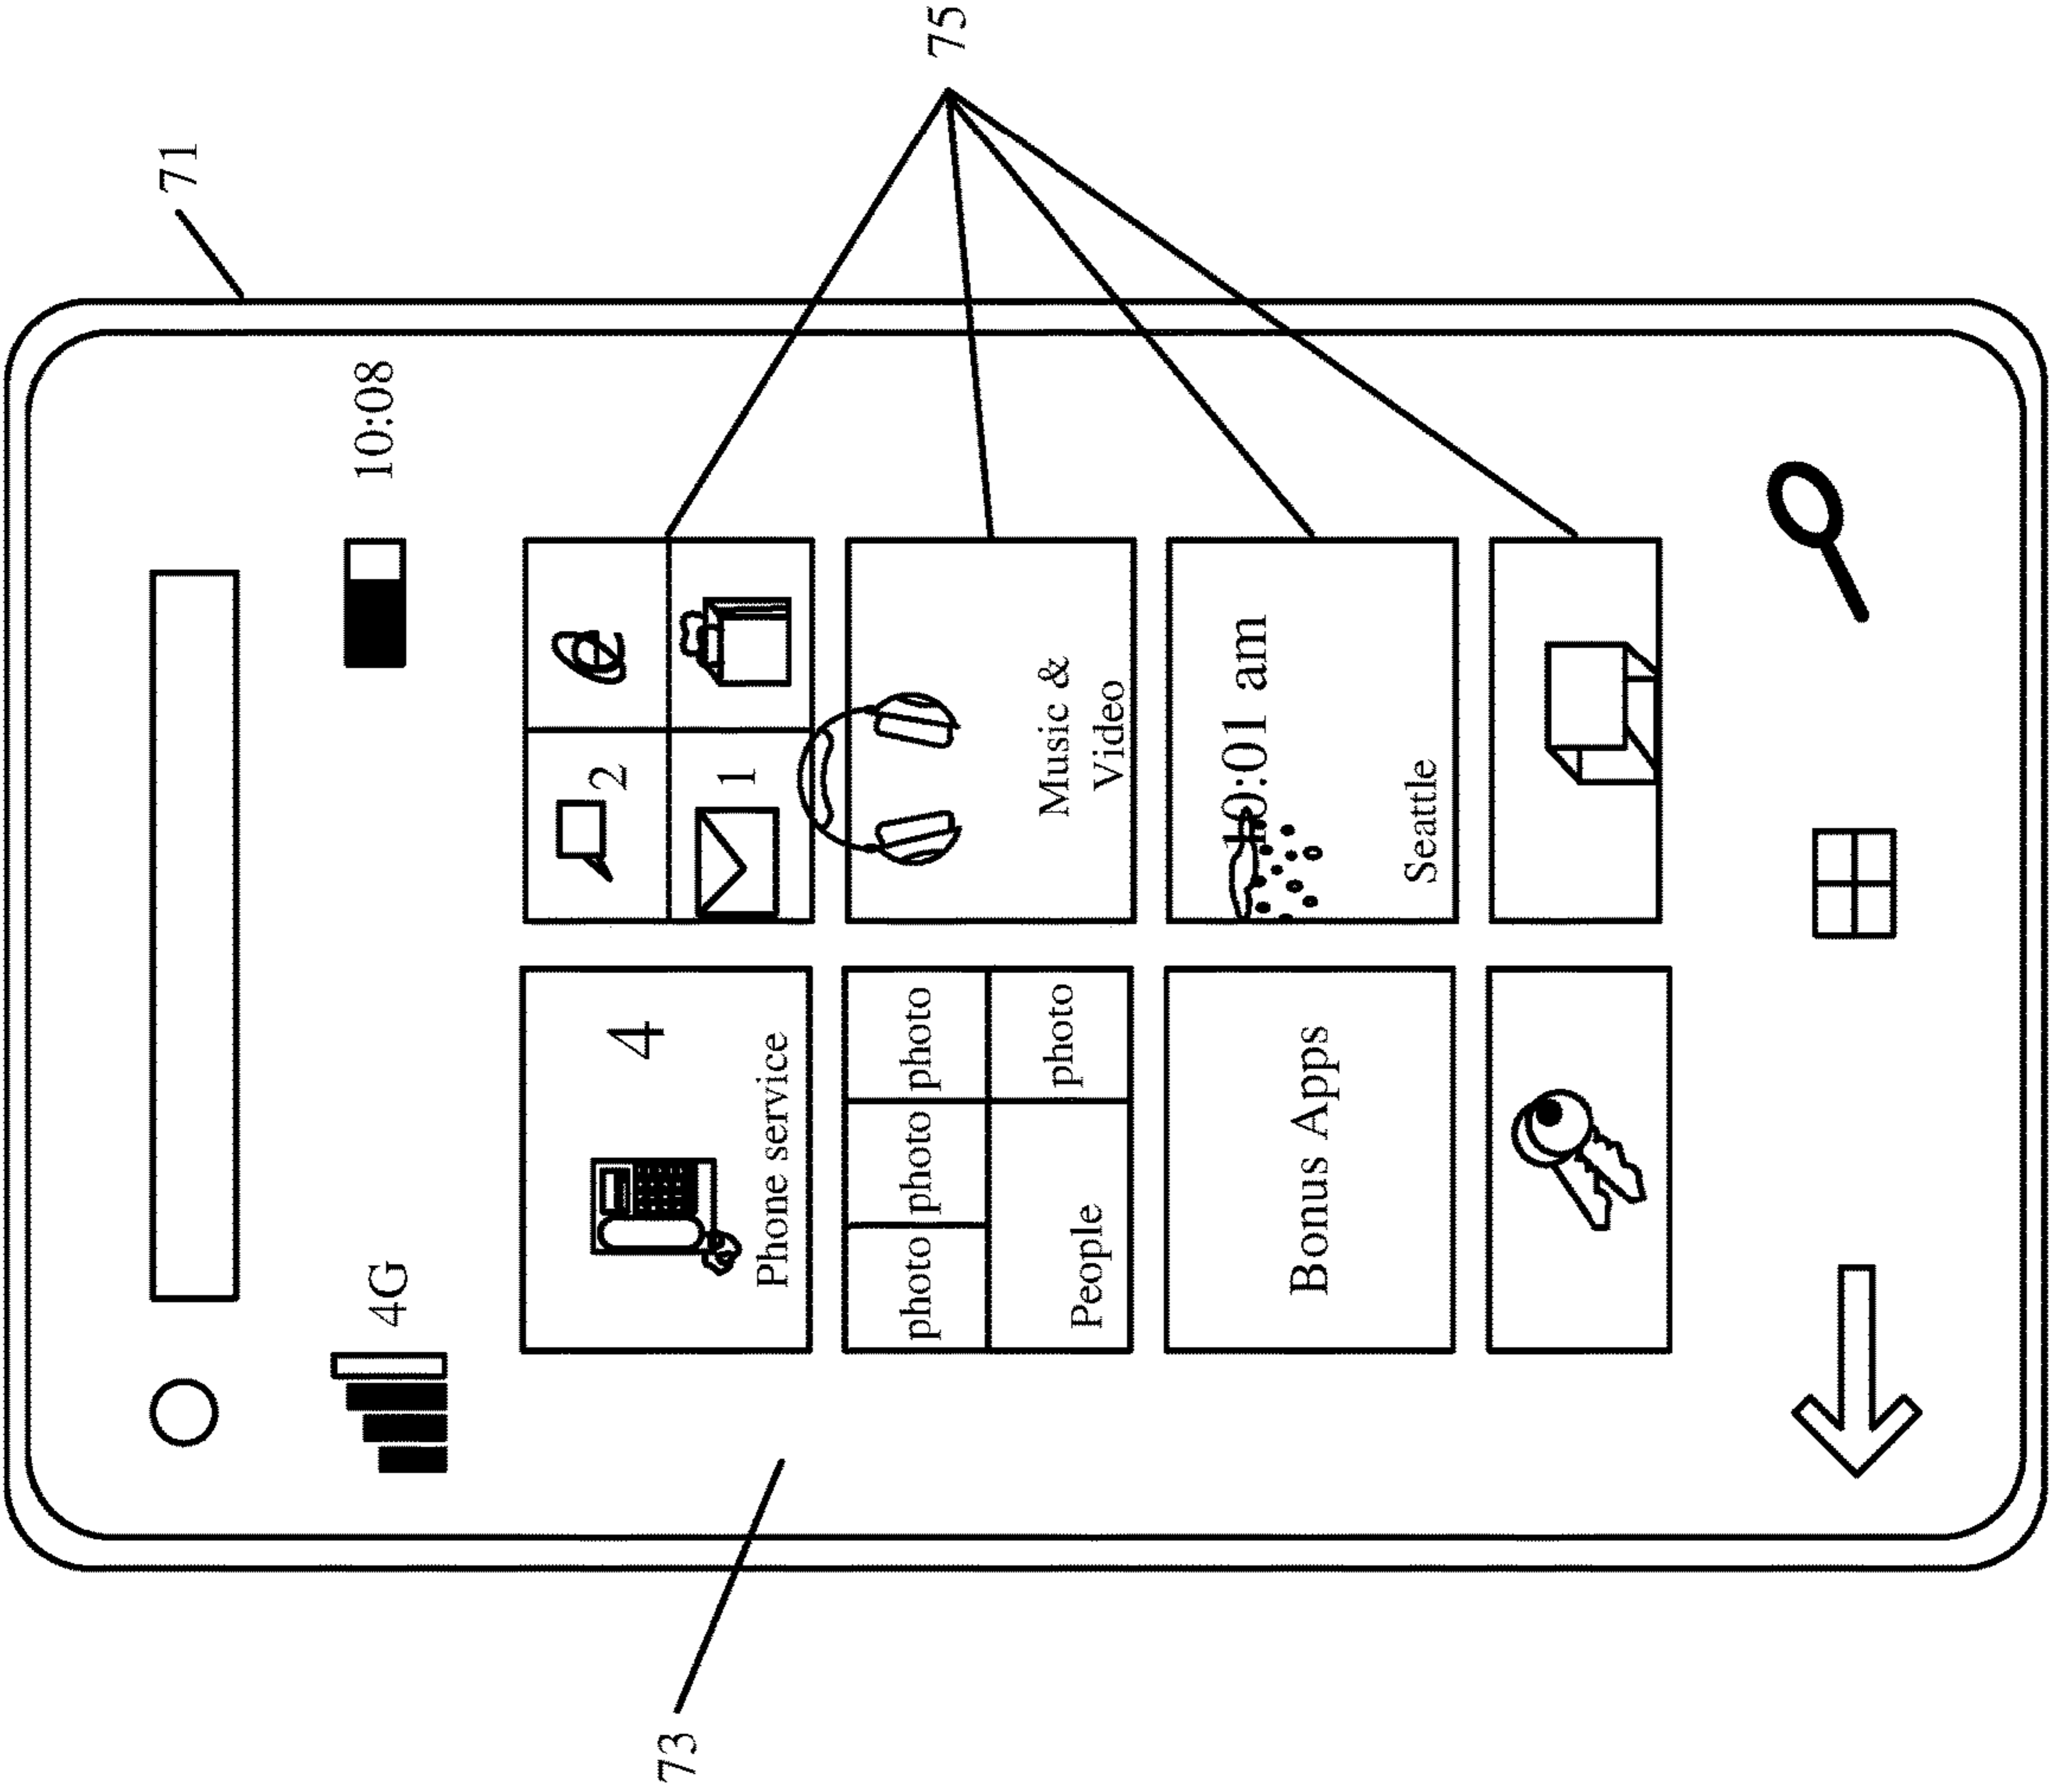 71
4G
10:08
75
4
Phone service
2
1
photo
photo
photo
photo
People
Music &
Video
Bonus Apps
10:01 am
Seattle
73